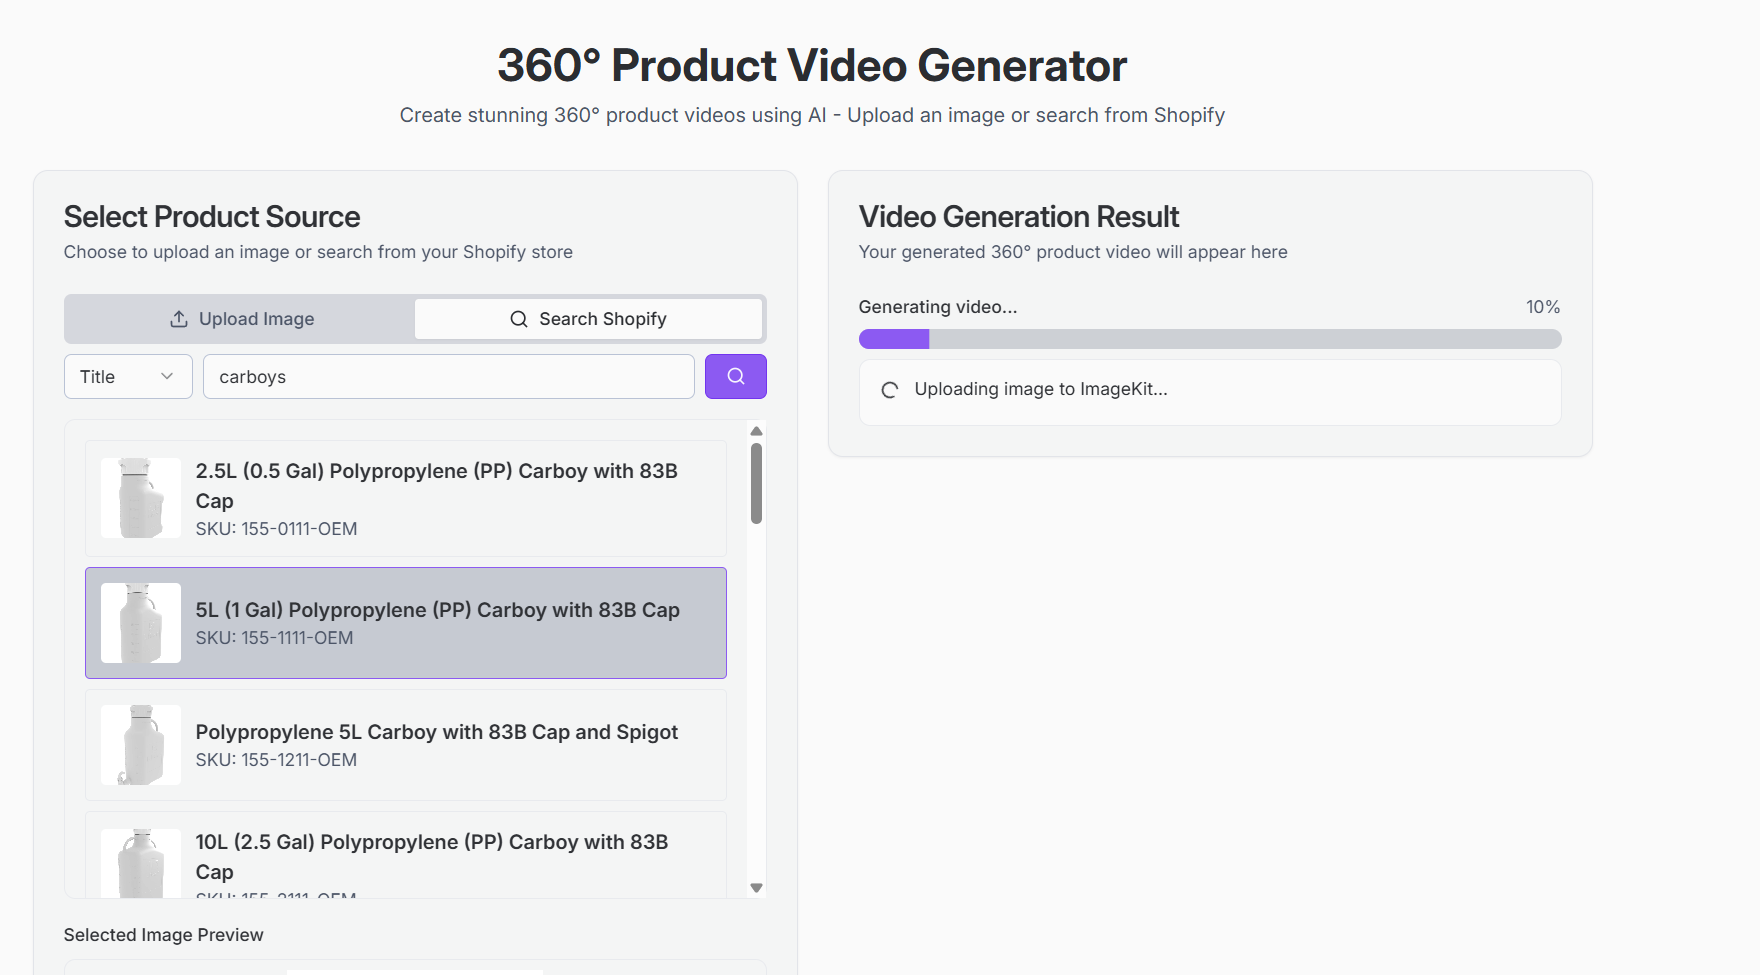 360° Product Video Generator
Create stunning 360° product videos using AI - Upload an image or search from Shopify
Select Product Source
Choose to upload an image or search from your Shopify store
Upload Image
Search Shopify
Title
carboys
2.5L (0.5 Gal) Polypropylene (PP) Carboy with 83B
Cap
SKU: 155-0111-OEM
5L (1 Gal) Polypropylene (PP) Carboy with 83B Cap
SKU: 155-1111-OEM
Polypropylene 5L Carboy with 83B Cap and Spigot
SKU: 155-1211-OEM
10L (2.5 Gal) Polypropylene (PP) Carboy with 83B
Cap
SKU: 155-2111-OEM
Selected Image Preview
Video Generation Result
Your generated 360° product video will appear here
Generating video...
10%
Uploading image to ImageKit...